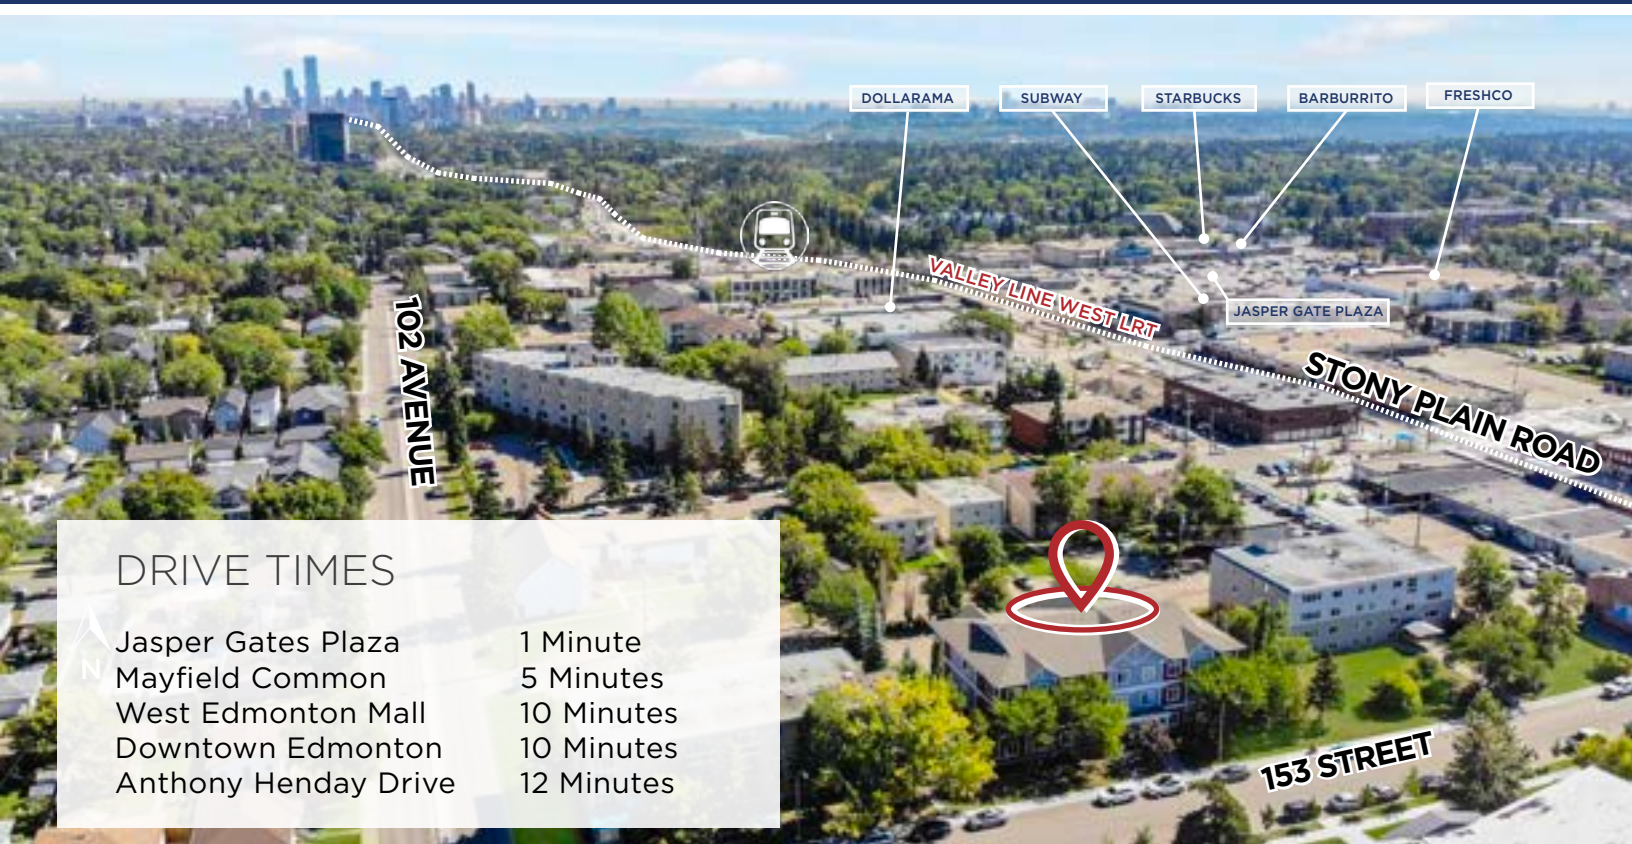 DOLLARAMA
SUBWAY
STARBUCKS
BARBURRITO
FRESHCO
VALLEY LINE WEST LRT
JASPER GATE PLAZA
102 AVENUE
STONY PLAIN ROAD
DRIVE TIMES
Jasper Gates Plaza 1 Minute
Mayfield Common 5 Minutes
West Edmonton Mall 10 Minutes
Downtown Edmonton 10 Minutes
Anthony Henday Drive 12 Minutes
N
153 STREET